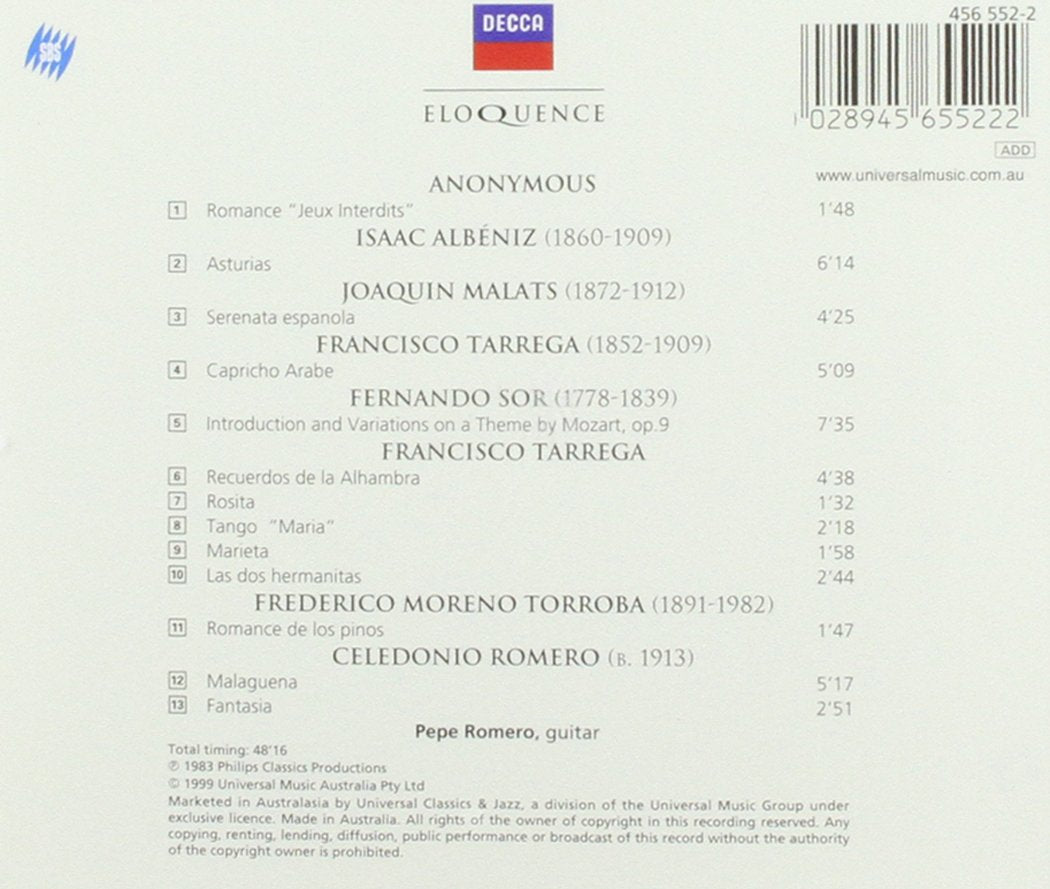 456 552-2
SBS
DECCA
ELOQUENCE
028945 655222
ADD
www.universalmusic.com.au
ANONYMOUS
1 Romance "Jeux Interdits" 1'48
ISAAC ALBÉNIZ (1860-1909)
2 Asturias 6'14
JOAQUIN MALATS (1872-1912)
3 Serenata espanola 4'25
FRANCISCO TARREGA (1852-1909)
4 Capricho Arabe 5'09
FERNANDO SOR (1778-1839)
5 Introduction and Variations on a Theme by Mozart, op.9 7'35
FRANCISCO TARREGA
6 Recuerdos de la Alhambra 4'38
7 Rosita 1'32
8 Tango "Maria" 2'18
9 Marieta 1'58
10 Las dos hermanitas 2'44
FREDERICO MORENO TORROBA (1891-1982)
11 Romance de los pinos 1'47
CELEDONIO ROMERO (B. 1913)
12 Malaguena 5'17
13 Fantasia 2'51
Pepe Romero, guitar
Total timing: 48'16
℗ 1983 Philips Classics Productions
© 1999 Universal Music Australia Pty Ltd
Marketed in Australasia by Universal Classics & Jazz, a division of the Universal Music Group under
exclusive licence. Made in Australia. All rights of the owner of copyright in this recording reserved. Any
copying, renting, lending, diffusion, public performance or broadcast of this record without the authority
of the copyright owner is prohibited.